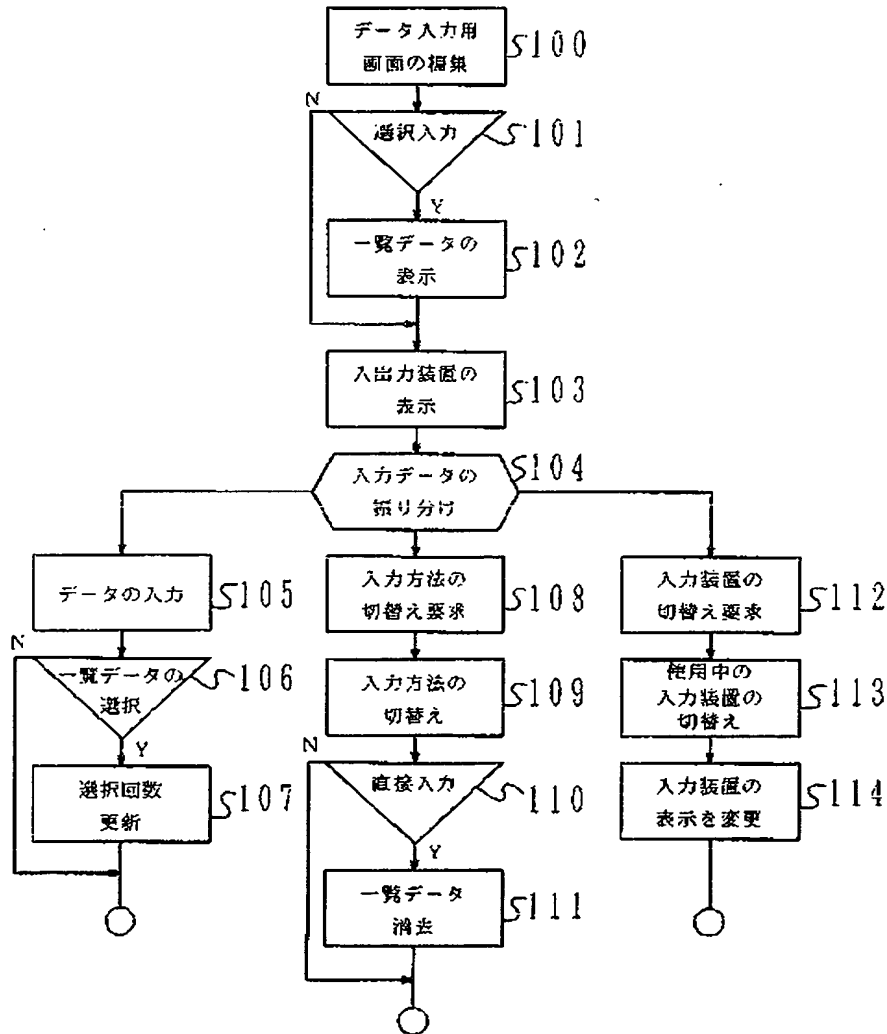 データ入力用
画面の編集
S100
N
選択入力
S101
Y
一覧データの
表示
S102
入出力装置の
表示
S103
入力データの
振り分け
S104
データの入力
S105
N
一覧データの
選択
106
Y
選択回数
更新
S107
入力方法の
切替え要求
S108
入力方法の
切替え
S109
N
直接入力
110
Y
一覧データ
消去
S111
入力装置の
切替え要求
S112
使用中の
入力装置の
切替え
S113
入力装置の
表示を変更
S114